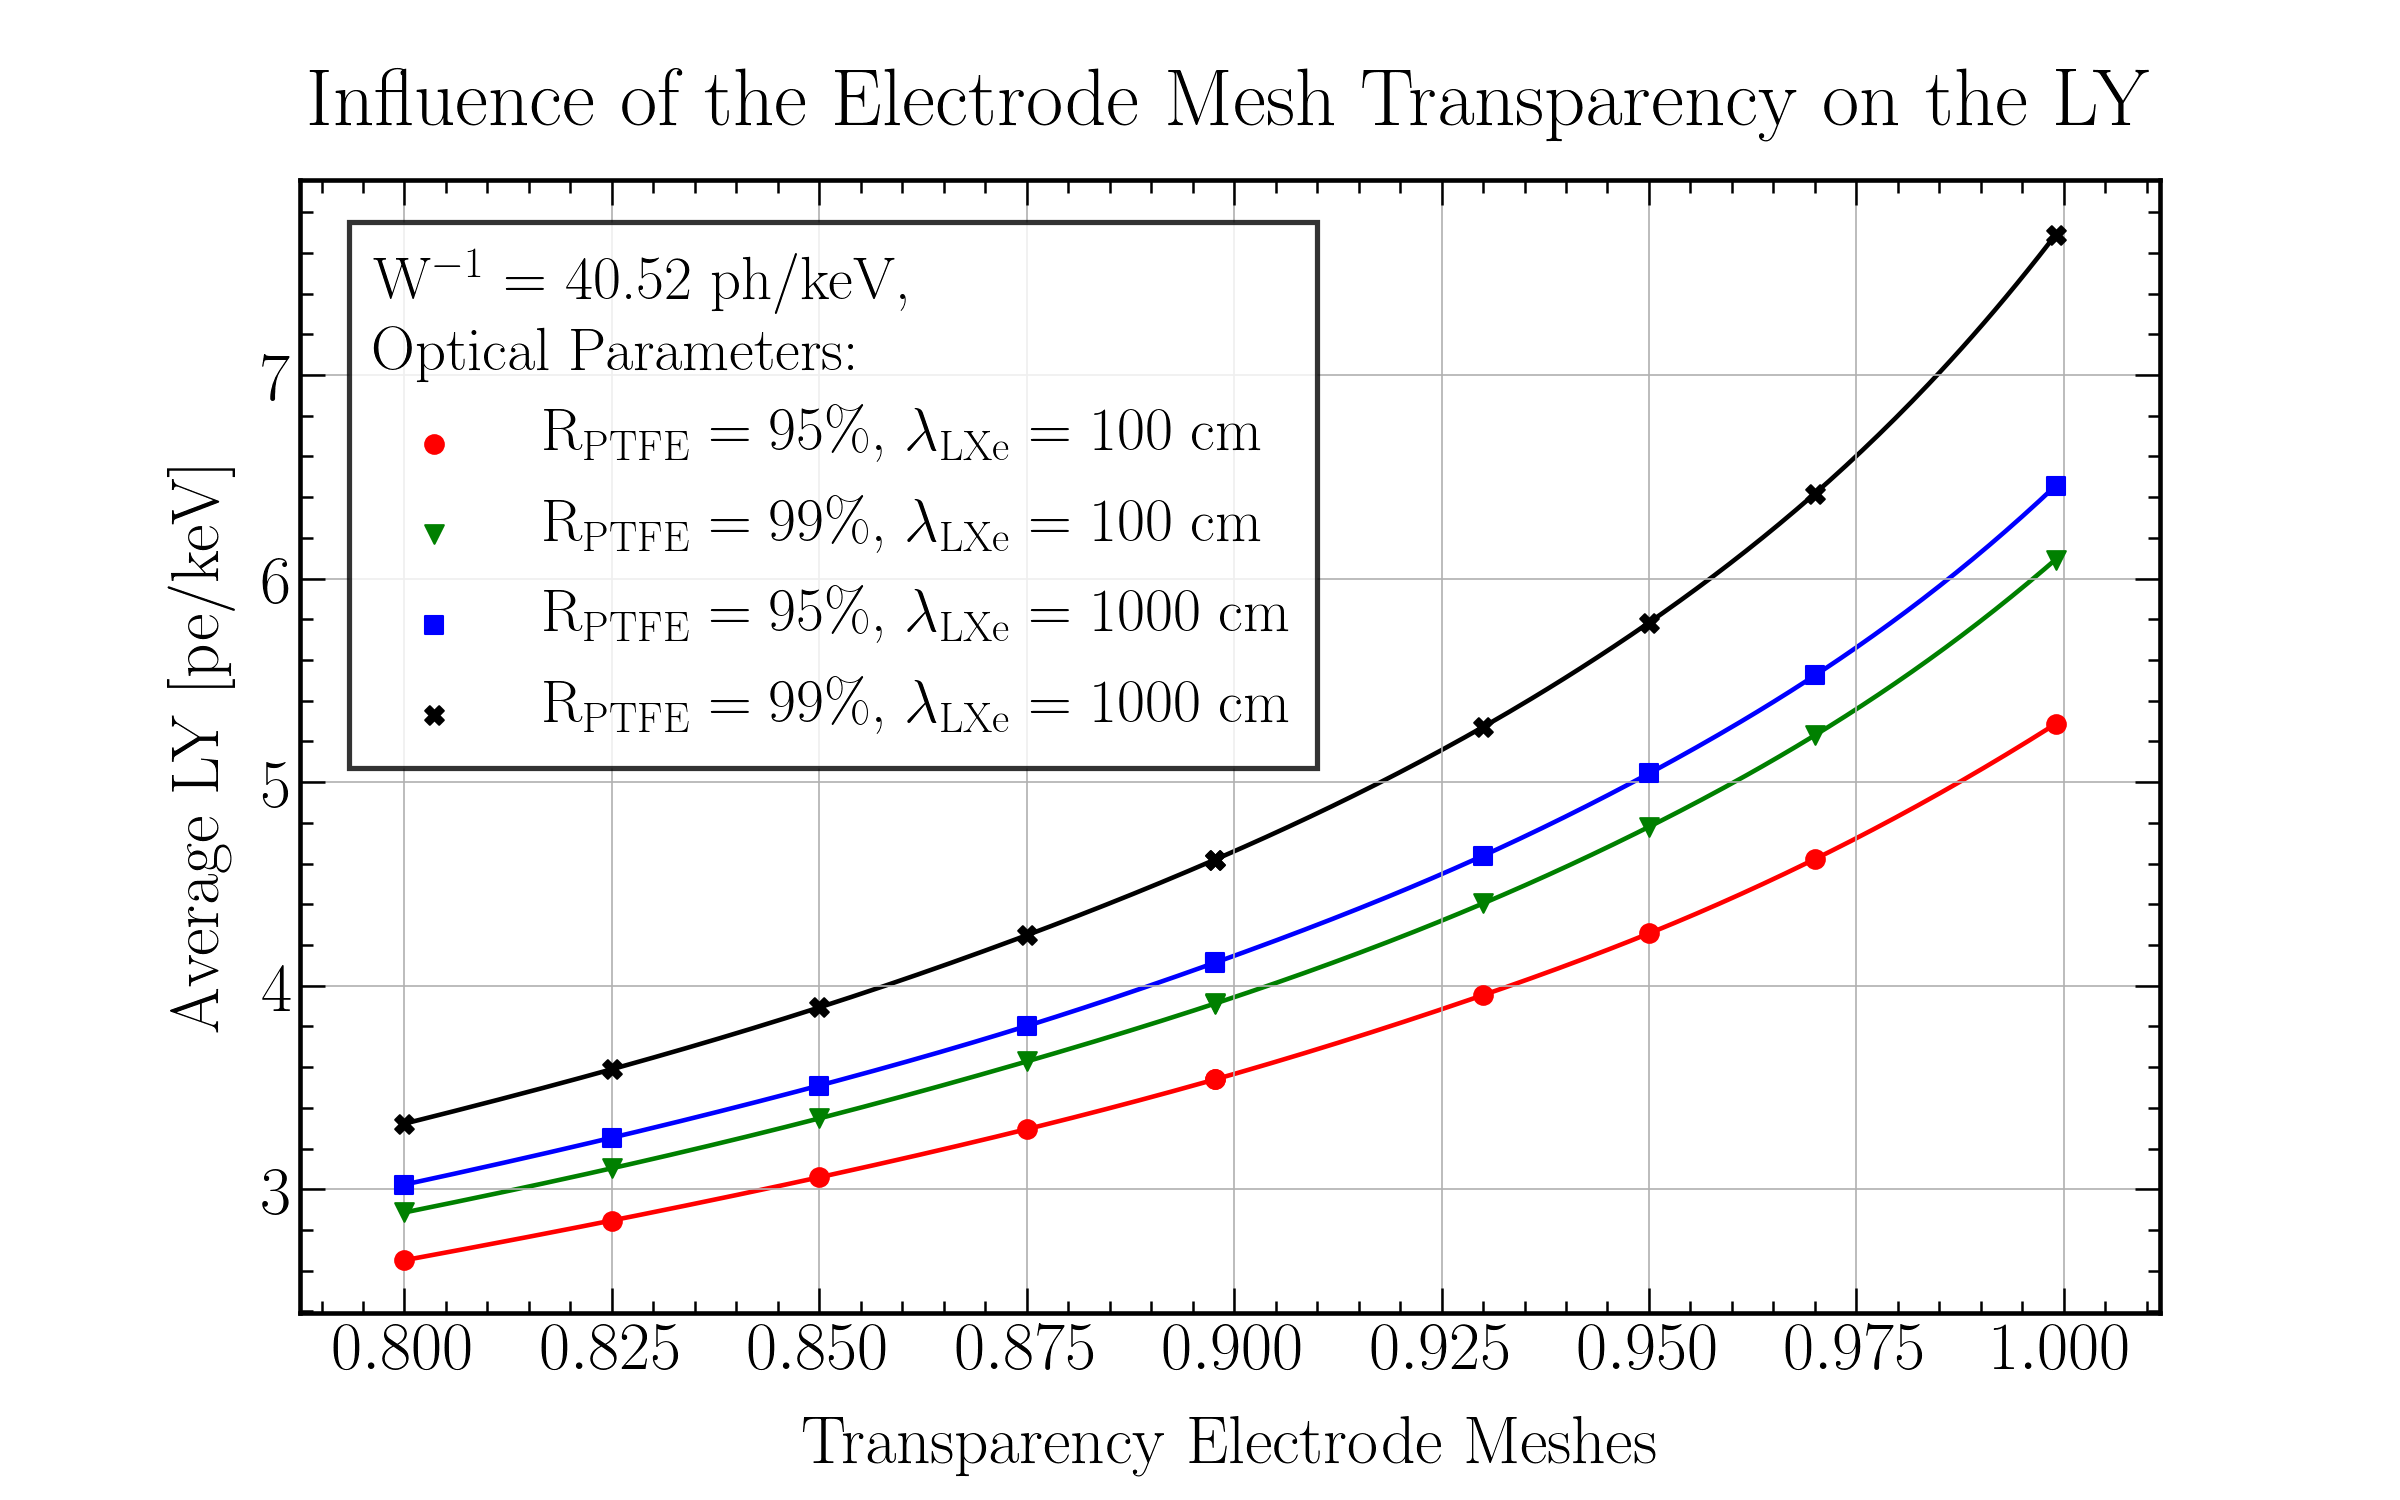 Influence of the Electrode Mesh Transparency on the LY
W⁻¹ = 40.52 ph/keV,
Optical Parameters:
R_PTFE = 95%, λ_LXe = 100 cm
R_PTFE = 99%, λ_LXe = 100 cm
R_PTFE = 95%, λ_LXe = 1000 cm
R_PTFE = 99%, λ_LXe = 1000 cm
Average LY [pe/keV]
7
6
5
4
3
0.800 0.825 0.850 0.875 0.900 0.925 0.950 0.975 1.000
Transparency Electrode Meshes